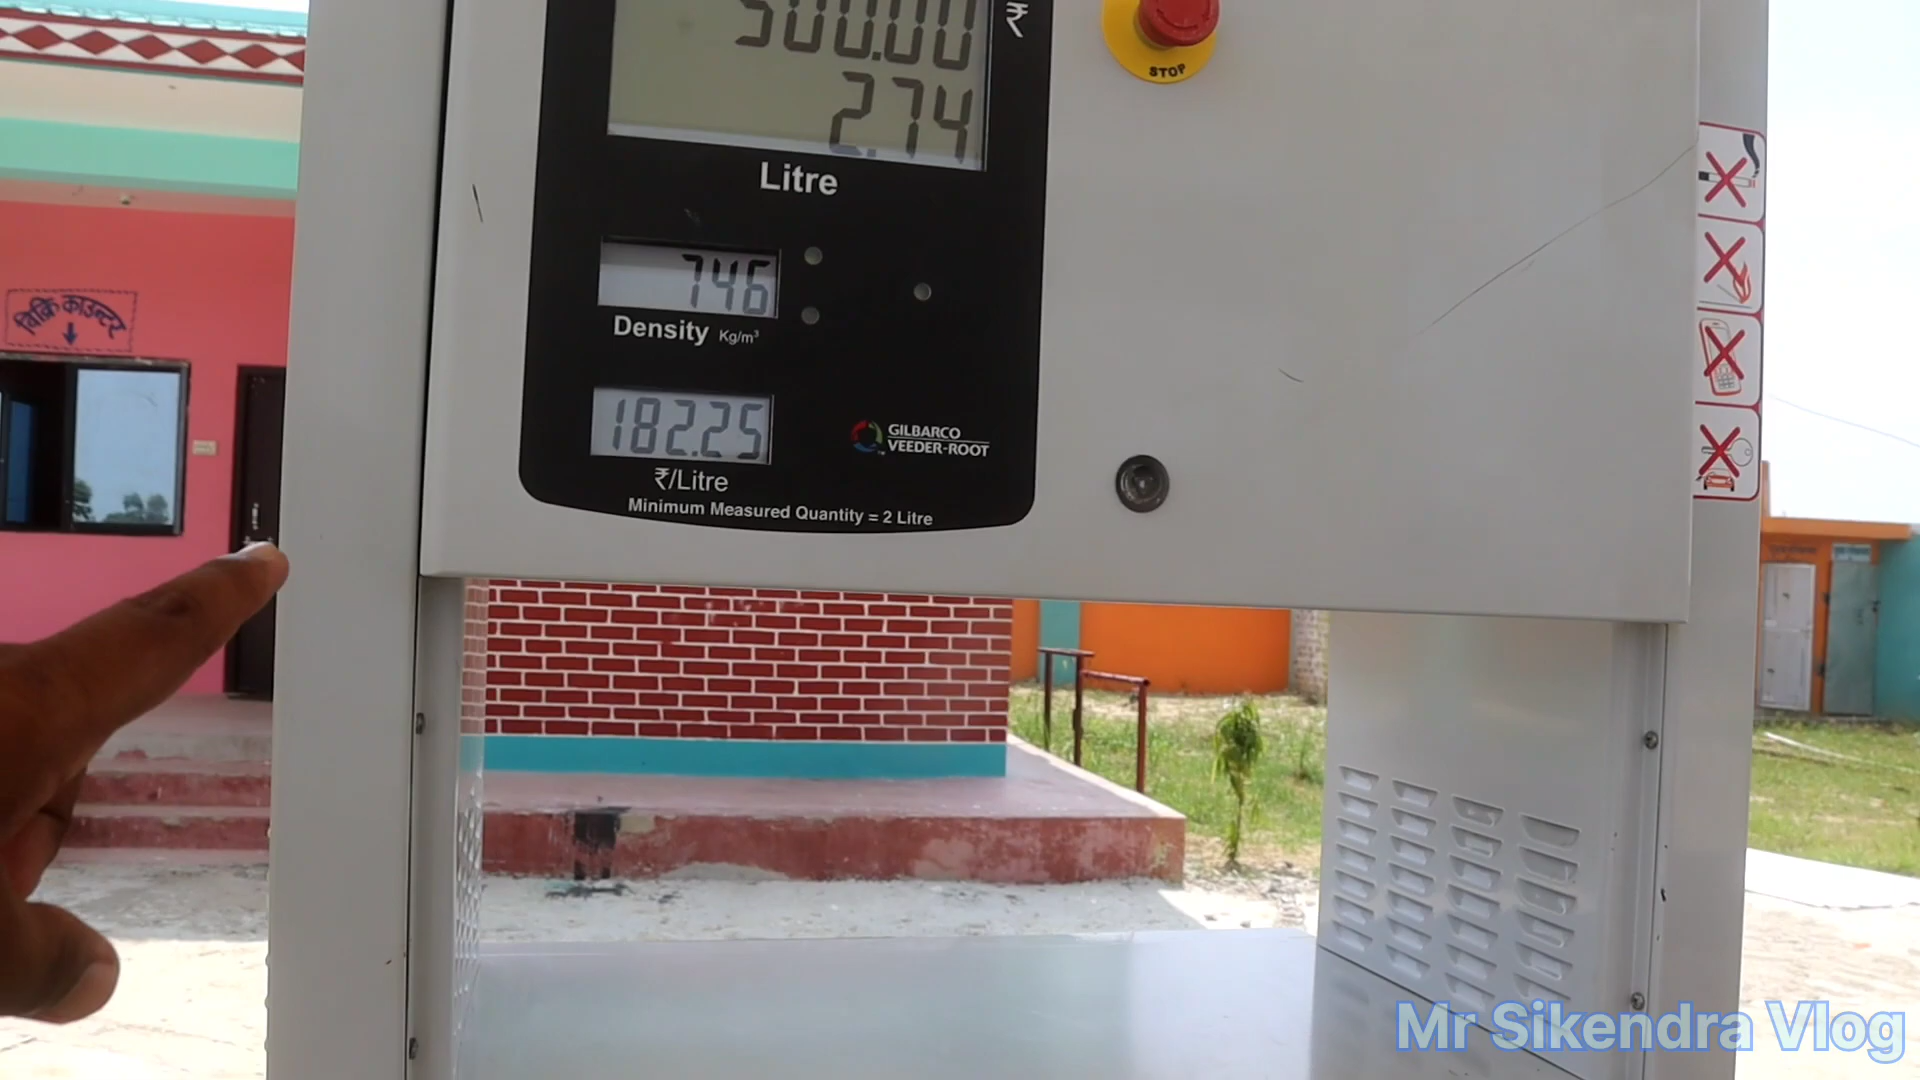 500.00
₹
2.74
Litre
STOP
746
Density Kg/m³
182.25
₹/Litre
GILBARCO
VEEDER-ROOT
Minimum Measured Quantity = 2 Litre
बिक्रि काउन्टर
Mr Sikendra Vlog